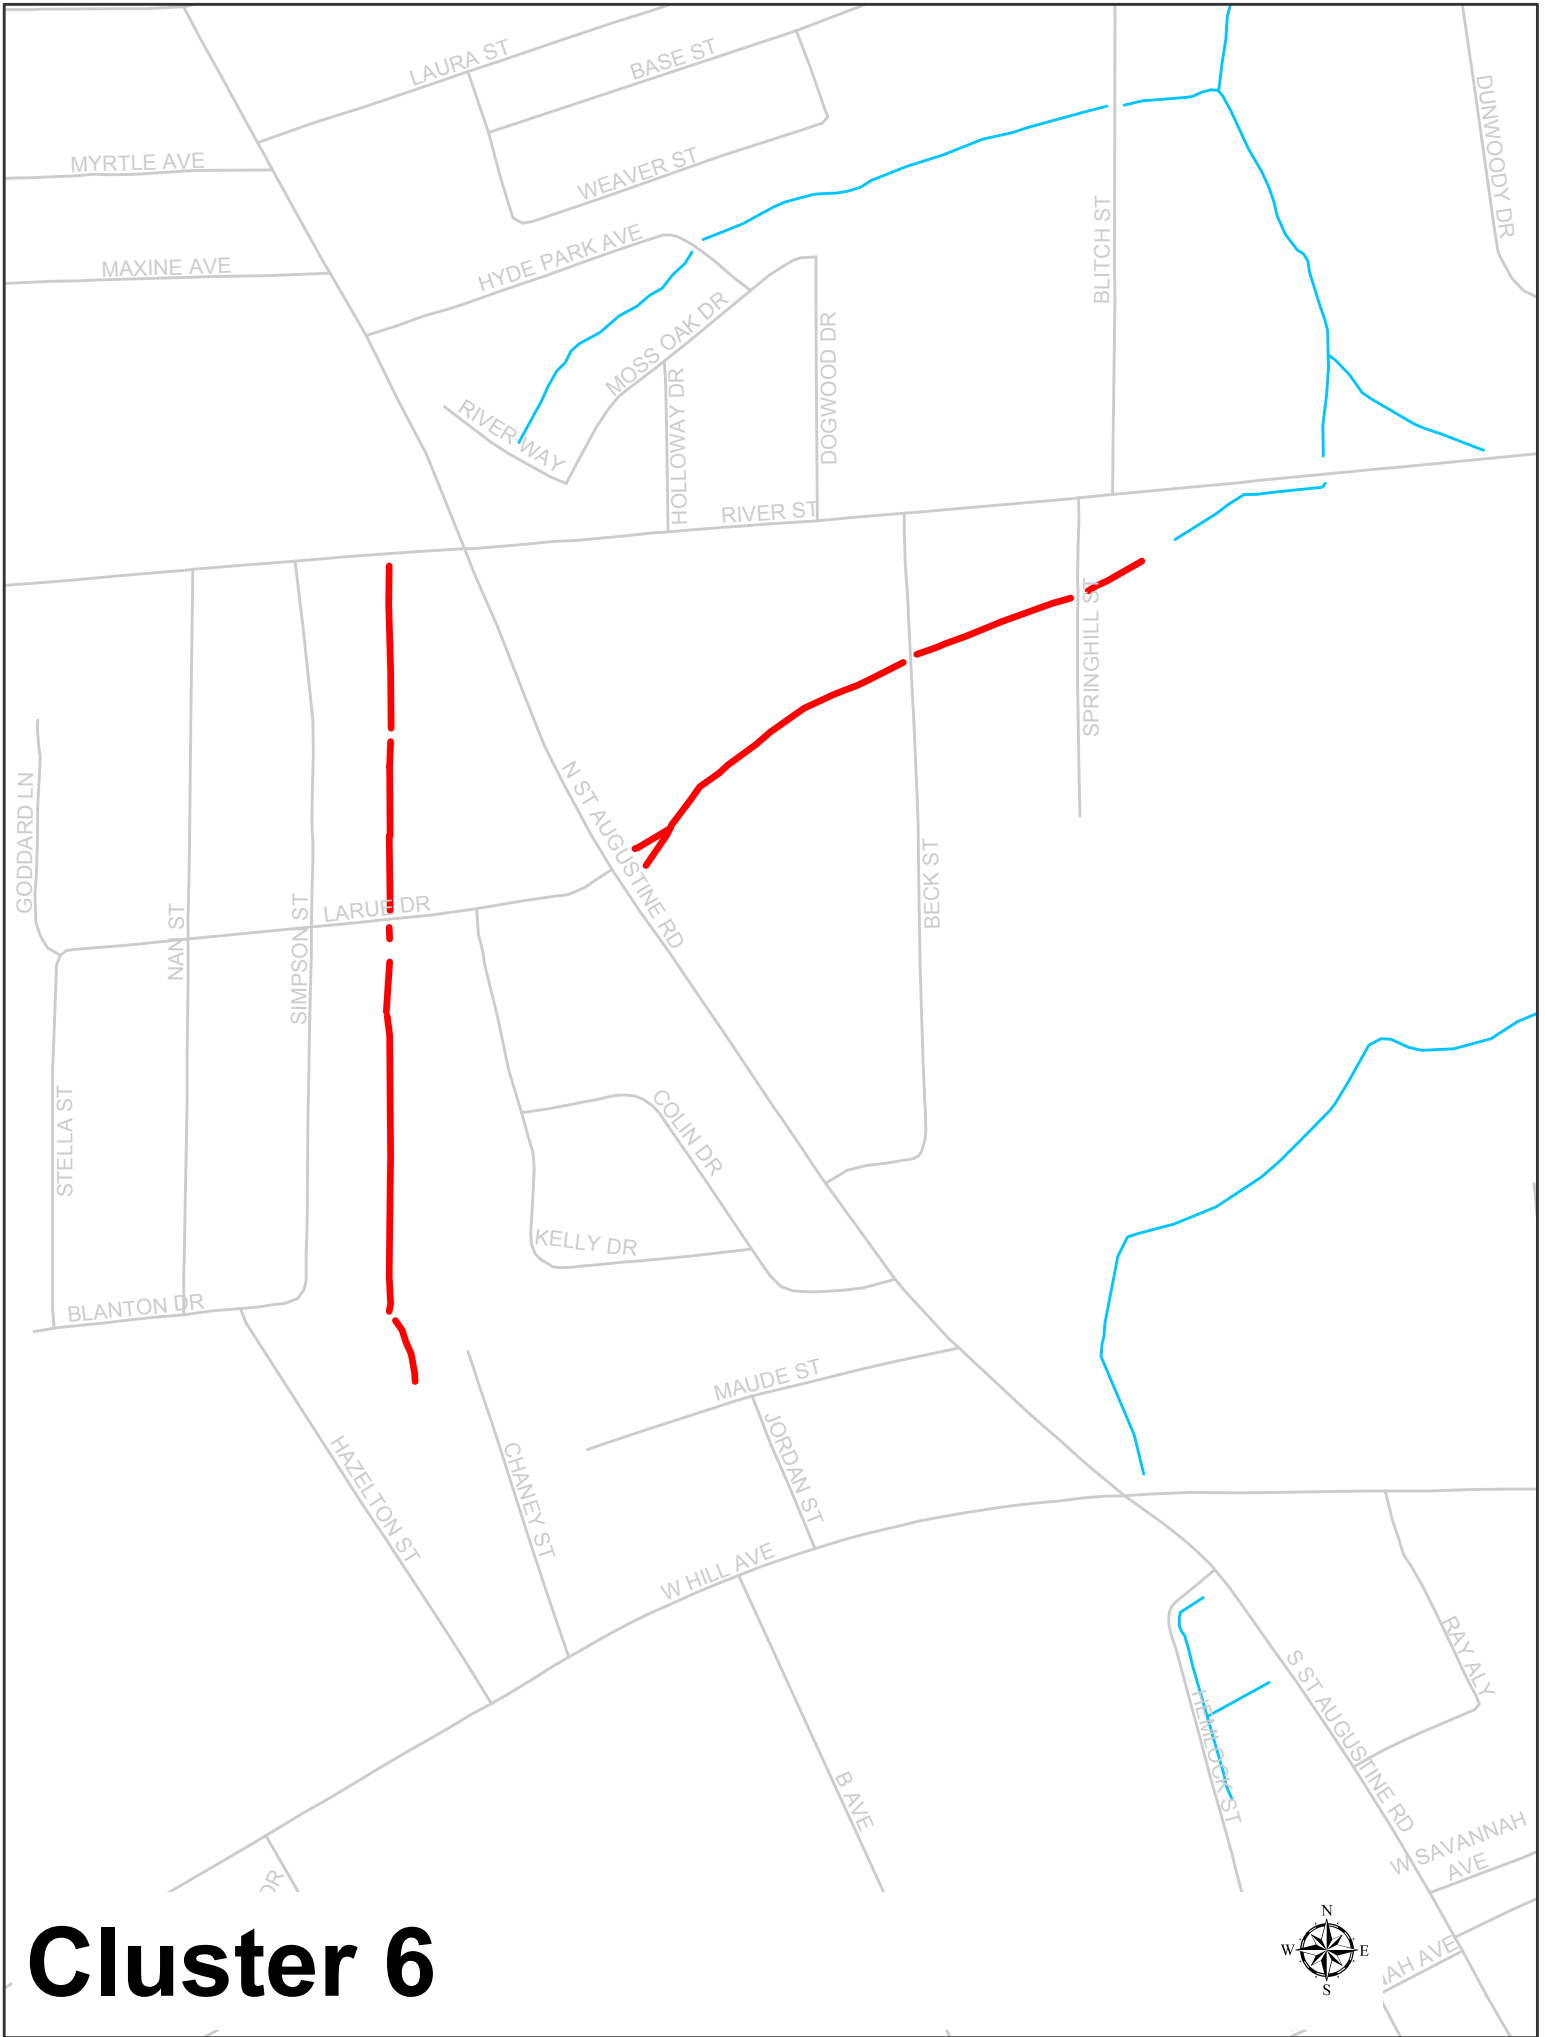 LAURA ST
BASE ST
DUNWOODY DR
MYRTLE AVE
WEAVER ST
MAXINE AVE
HYDE PARK AVE
BLITCH ST
MOSS OAK DR
DOGWOOD DR
HOLLOWAY DR
RIVER WAY
RIVER ST
SPRINGHILL ST
N ST AUGUSTINE RD
GODDARD LN
BECK ST
LARUE DR
NAN ST
SIMPSON ST
STELLA ST
COLIN DR
KELLY DR
BLANTON DR
MAUDE ST
JORDAN ST
HAZELTON ST
CHANEY ST
W HILL AVE
RAY ALY
S ST AUGUSTINE RD
HEMLOCK ST
B AVE
W SAVANNAH
AVE
DR
N
W E
S
AH AVE
Cluster 6